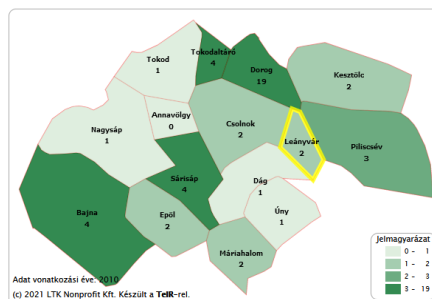 Tokod
1
Tokodaltáró
4
Dorog
19
Kesztölc
2
Nagysáp
1
Annavölgy
0
Csolnok
2
Leányvár
2
Piliscsév
3
Sárisáp
4
Dág
1
Bajna
4
Epöl
2
Úny
1
Máriahalom
2
Jelmagyarázat
0 - 1
1 - 2
2 - 3
3 - 19
Adat vonatkozási éve: 2010
(c) 2021 LTK Nonprofit Kft. Készült a TeIR-rel.